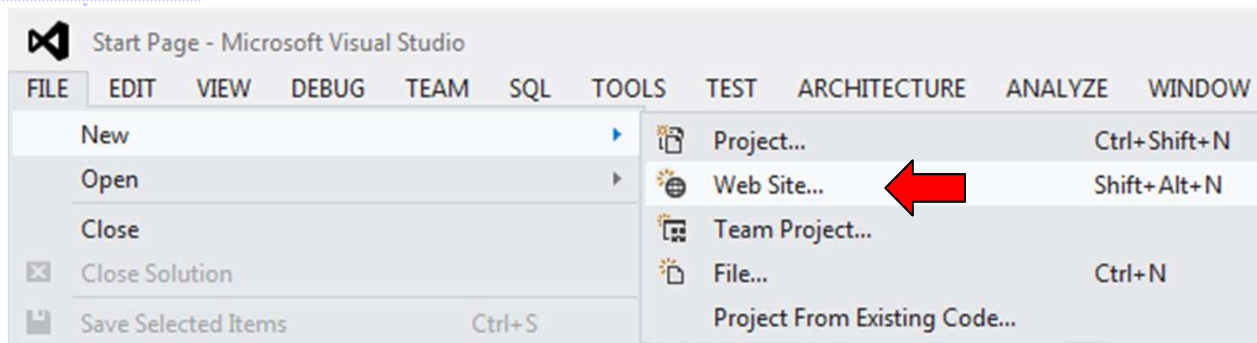 Start Page - Microsoft Visual Studio
FILE EDIT VIEW DEBUG TEAM SQL TOOLS TEST ARCHITECTURE ANALYZE WINDOW
New
Open
Close
Close Solution
Save Selected Items Ctrl+S
Project... Ctrl+Shift+N
Web Site... Shift+Alt+N
Team Project...
File... Ctrl+N
Project From Existing Code...